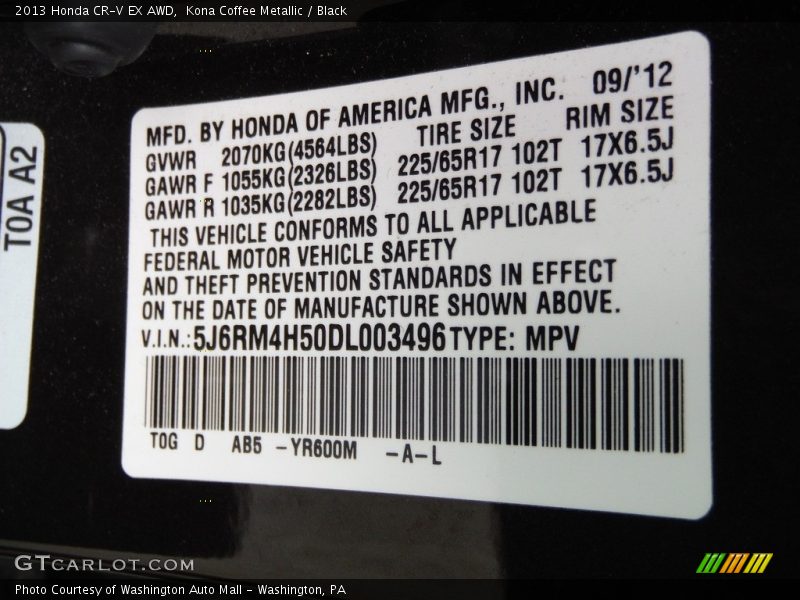 2013 Honda CR-V EX AWD,  Kona Coffee Metallic / Black
MFD. BY HONDA OF AMERICA MFG., INC. 09/'12
GVWR 2070KG(4564LBS) TIRE SIZE RIM SIZE
GAWR F 1055KG(2326LBS) 225/65R17 102T 17X6.5J
GAWR R 1035KG(2282LBS) 225/65R17 102T 17X6.5J
THIS VEHICLE CONFORMS TO ALL APPLICABLE
FEDERAL MOTOR VEHICLE SAFETY
AND THEFT PREVENTION STANDARDS IN EFFECT
ON THE DATE OF MANUFACTURE SHOWN ABOVE.
V.I.N.:5J6RM4H50DL003496 TYPE: MPV
T0G D AB5 -YR600M -A-L
T0A A2
GTCARLOT.COM
Photo Courtesy of Washington Auto Mall - Washington, PA